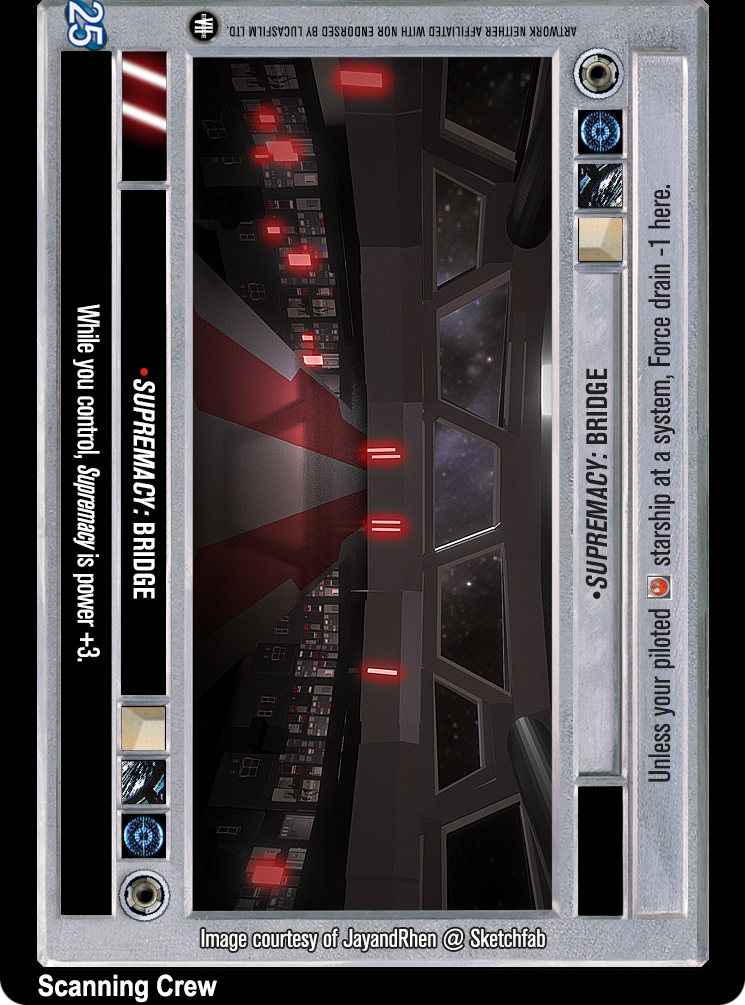 25
ARTWORK NEITHER AFFILIATED WITH NOR ENDORSED BY LUCASFILM LTD.
While you control, Supremacy is power +3.
•SUPREMACY: BRIDGE
•SUPREMACY: BRIDGE
Unless your piloted starship at a system, Force drain -1 here.
Image courtesy of JayandRhen @ Sketchfab
Scanning Crew